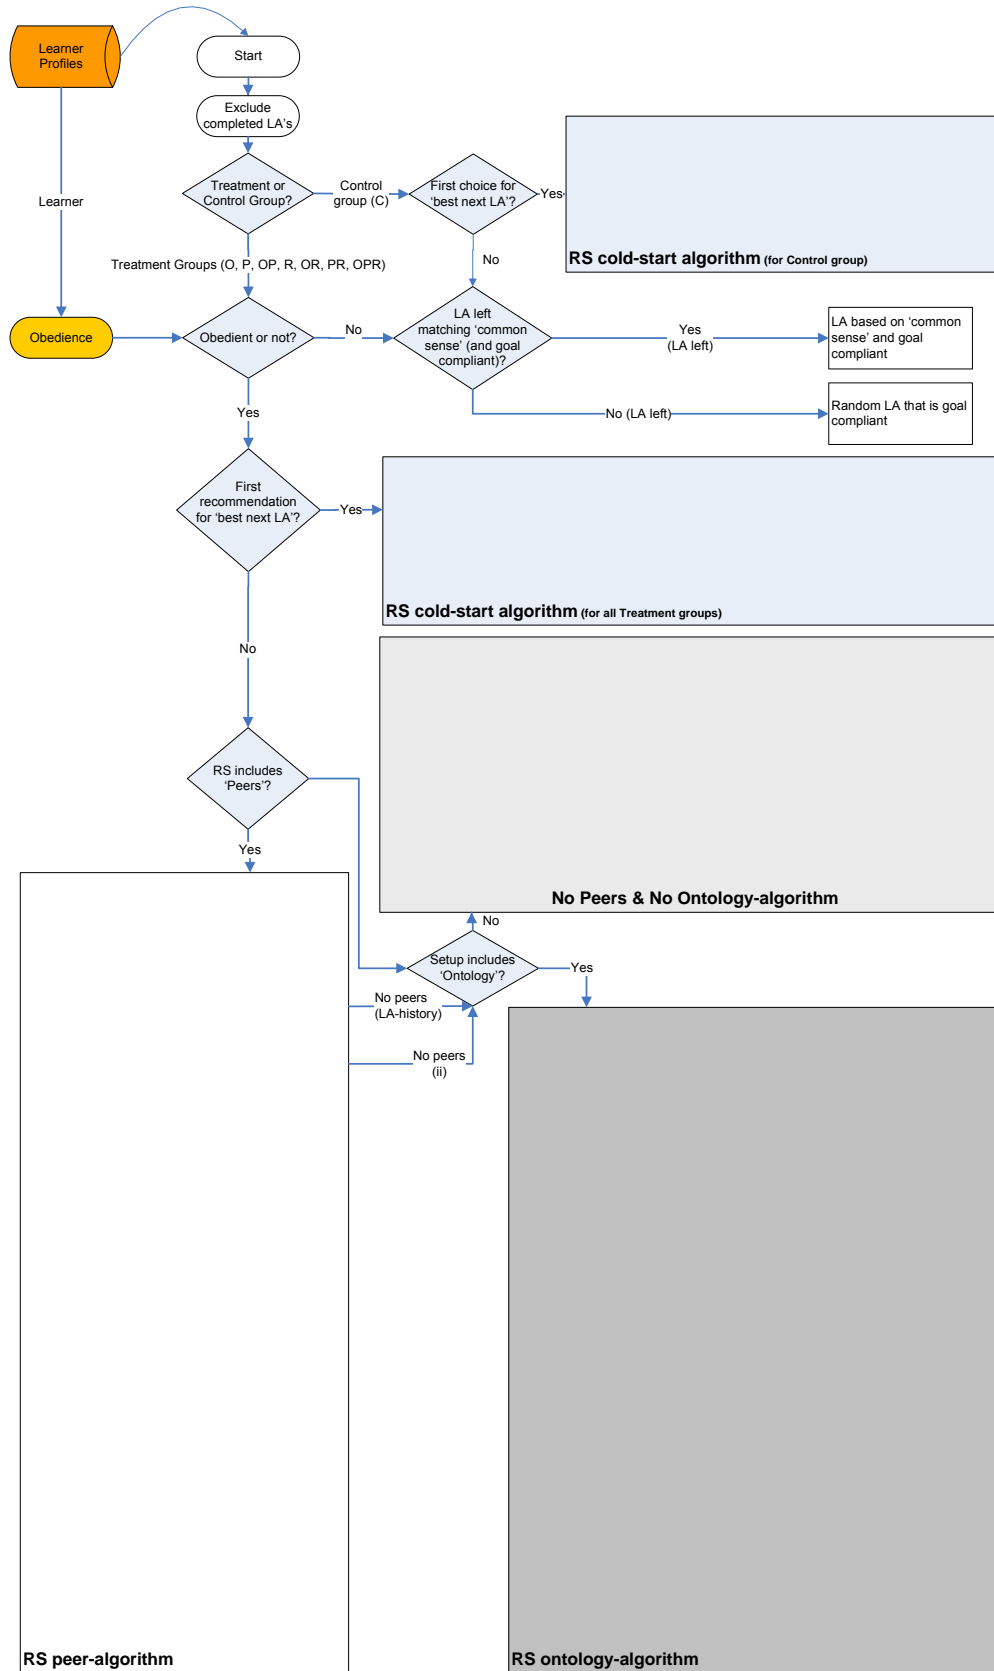 Learner
Profiles
Start
Exclude
completed LA's
Treatment or
Control Group?
Control
group (C)
First choice for
'best next LA'?
Yes
RS cold-start algorithm (for Control group)
Learner
No
Treatment Groups (O, P, OP, R, OR, PR, OPR)
Obedience
Obedient or not?
No
LA left
matching 'common
sense' (and goal
compliant)?
Yes
(LA left)
LA based on 'common
sense' and goal
compliant
No (LA left)
Random LA that is goal
compliant
Yes
First
recommendation
for 'best next LA'?
Yes
RS cold-start algorithm (for all Treatment groups)
No
RS includes
'Peers'?
Yes
No Peers & No Ontology-algorithm
No
Setup includes
'Ontology'?
Yes
No peers
(LA-history)
No peers
(ii)
RS peer-algorithm
RS ontology-algorithm